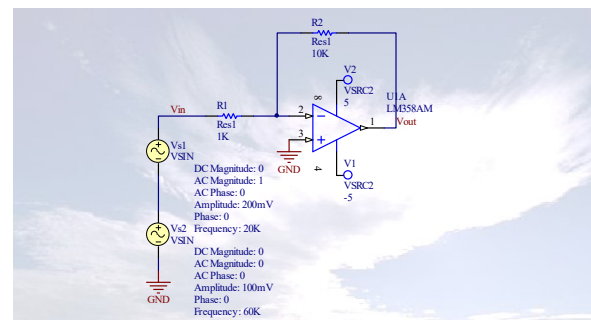 R2
Res1
10K
V2
VSRC2
5
U1A
LM358AM
Vin
R1
Res1
1K
2
8
3
1
Vout
GND
4
V1
VSRC2
-5
Vs1
VSIN
DC Magnitude: 0
AC Magnitude: 1
AC Phase: 0
Amplitude: 200mV
Phase: 0
Frequency: 20K
Vs2
VSIN
DC Magnitude: 0
AC Magnitude: 0
AC Phase: 0
Amplitude: 100mV
Phase: 0
Frequency: 60K
GND